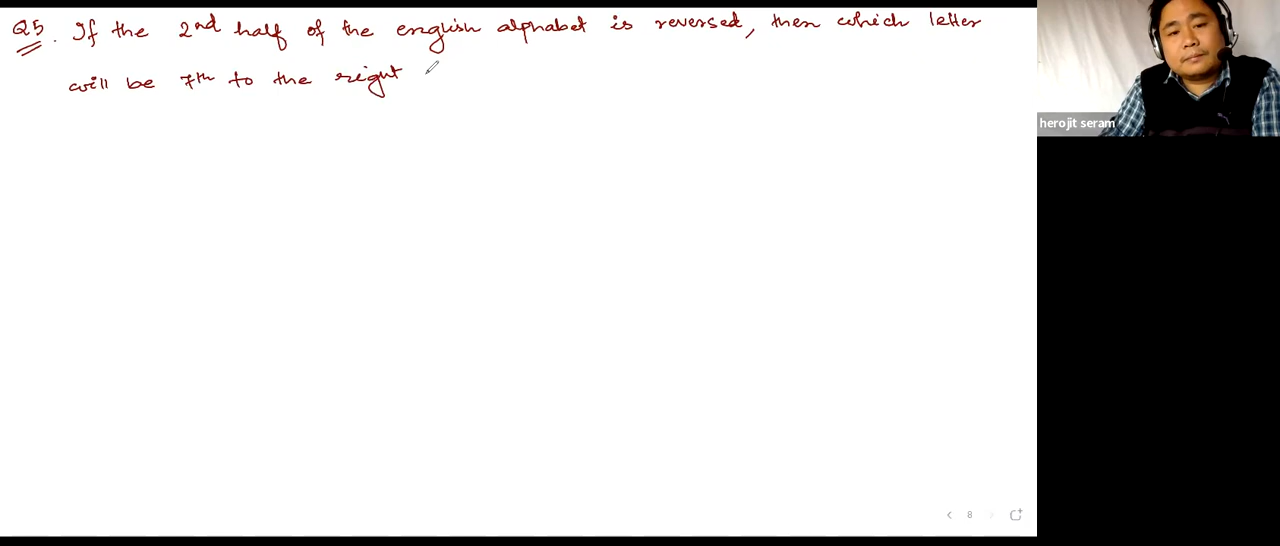 Q5. If the 2nd half of the english alphabet is reversed, then which letter
will be 7th to the right
herojit seram
8